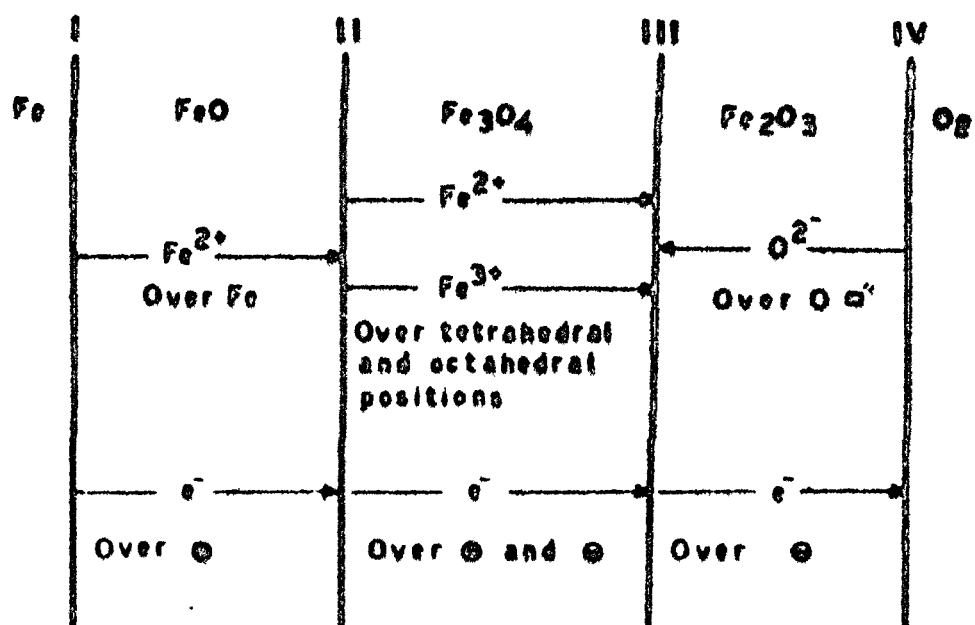 I II III IV
Fe FeO Fe3O4 Fe2O3 O2
Fe2+
Fe2+ O2-
Over Fe Fe3+ Over O □"
Over tetrahedral
and octahedral
positions
e- e- e-
Over ⊕ Over ⊕ and ⊖ Over ⊖